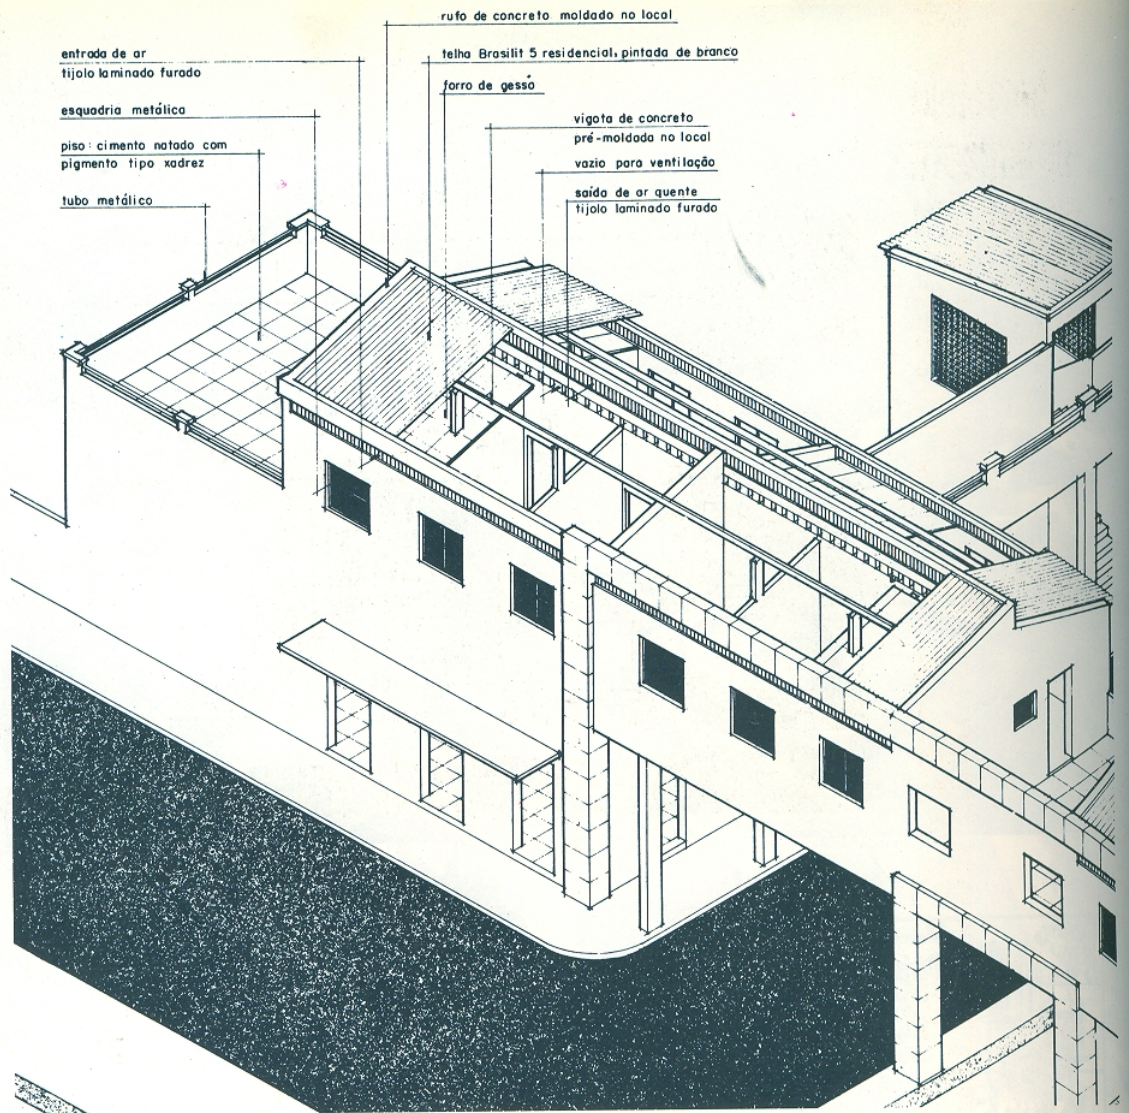 rufo de concreto moldado no local
entrada de ar
tijolo laminado furado
telha Brasilit 5 residencial, pintada de branco
forro de gesso
esquadria metálica
vigota de concreto
pré-moldada no local
piso: cimento natado com
pigmento tipo xadrez
vazio para ventilação
tubo metálico
saída de ar quente
tijolo laminado furado